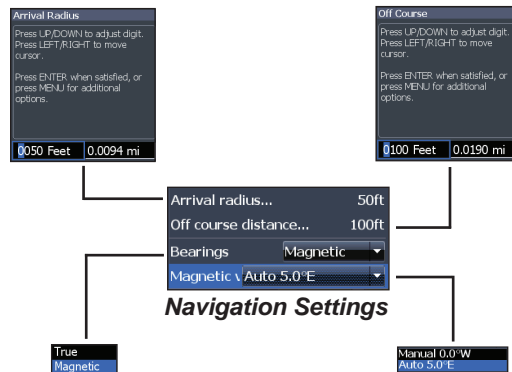 Arrival Radius
Press UP/DOWN to adjust digit.
Press LEFT/RIGHT to move
cursor.
Press ENTER when satisfied, or
press MENU for additional
options.
0050 Feet 0.0094 mi
Off Course
Press UP/DOWN to adjust digit.
Press LEFT/RIGHT to move
cursor.
Press ENTER when satisfied, or
press MENU for additional
options.
0100 Feet 0.0190 mi
Arrival radius... 50ft
Off course distance... 100ft
Bearings Magnetic
Magnetic v Auto 5.0°E
Navigation Settings
True
Magnetic
Manual 0.0°W
Auto 5.0°E